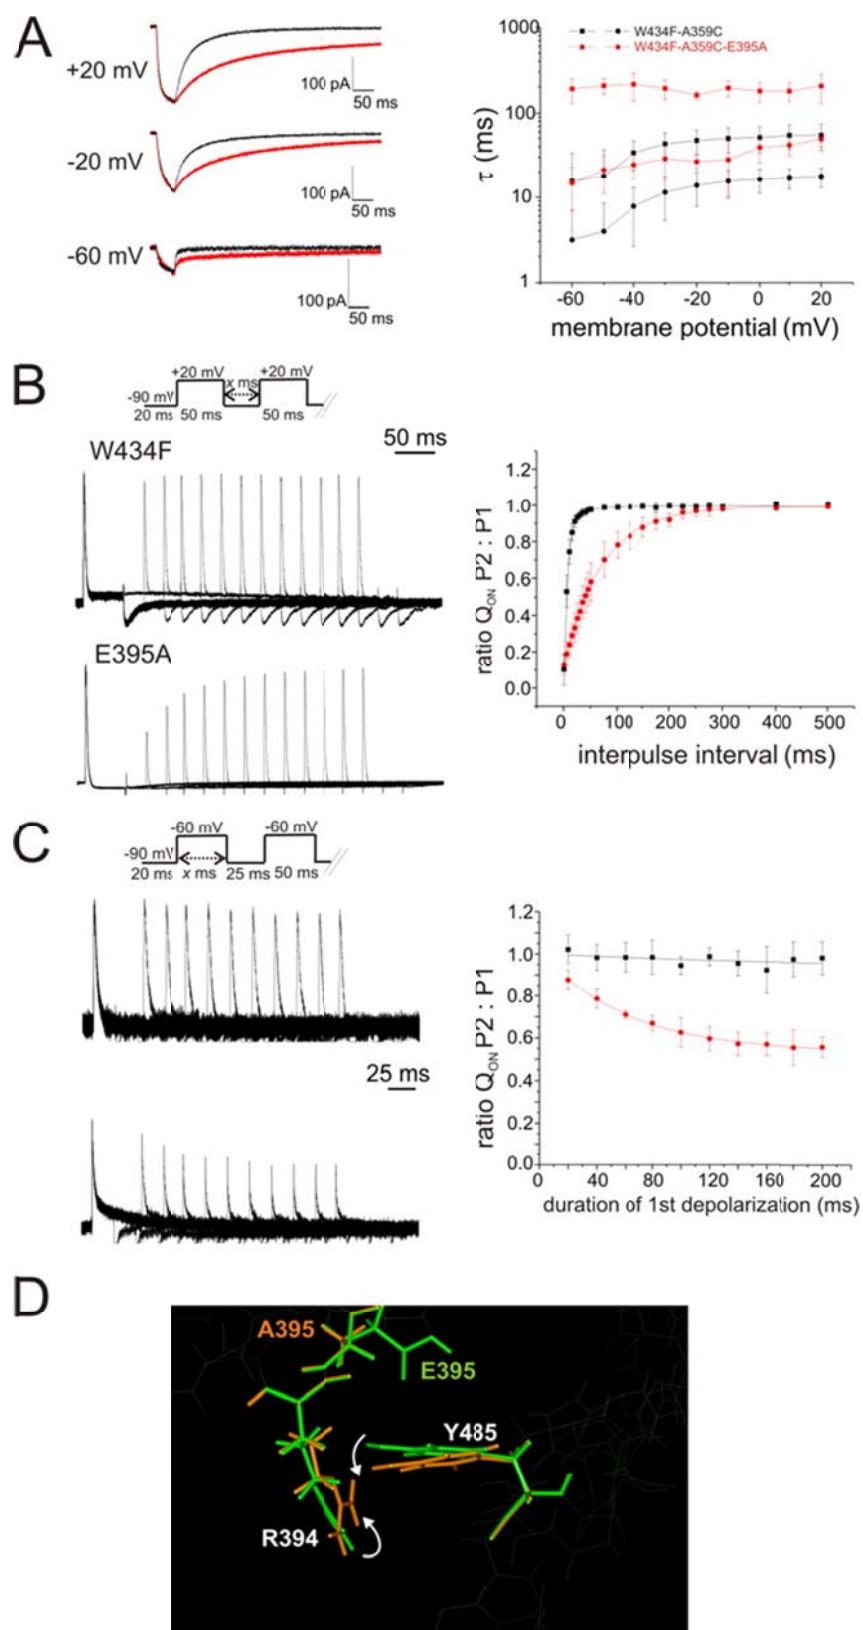 A
+20 mV
100 pA
50 ms
-20 mV
100 pA
50 ms
-60 mV
100 pA
50 ms
W434F-A359C
W434F-A359C-E395A
1000
100
10
1
τ (ms)
-60 -40 -20 0 20
membrane potential (mV)
B
+20 mV +20 mV
x ms
-90 mV
20 ms 50 ms 50 ms
50 ms
W434F
E395A
1.2
1.0
0.8
0.6
0.4
0.2
0.0
ratio QON P2 : P1
0 100 200 300 400 500
interpulse interval (ms)
C
-60 mV -60 mV
-90 mV
20 ms x ms 25 ms 50 ms
25 ms
1.2
1.0
0.8
0.6
0.4
0.2
0.0
ratio QON P2 : P1
0 40 80 120 160 200
duration of 1st depolarization (ms)
D
A395
E395
Y485
R394